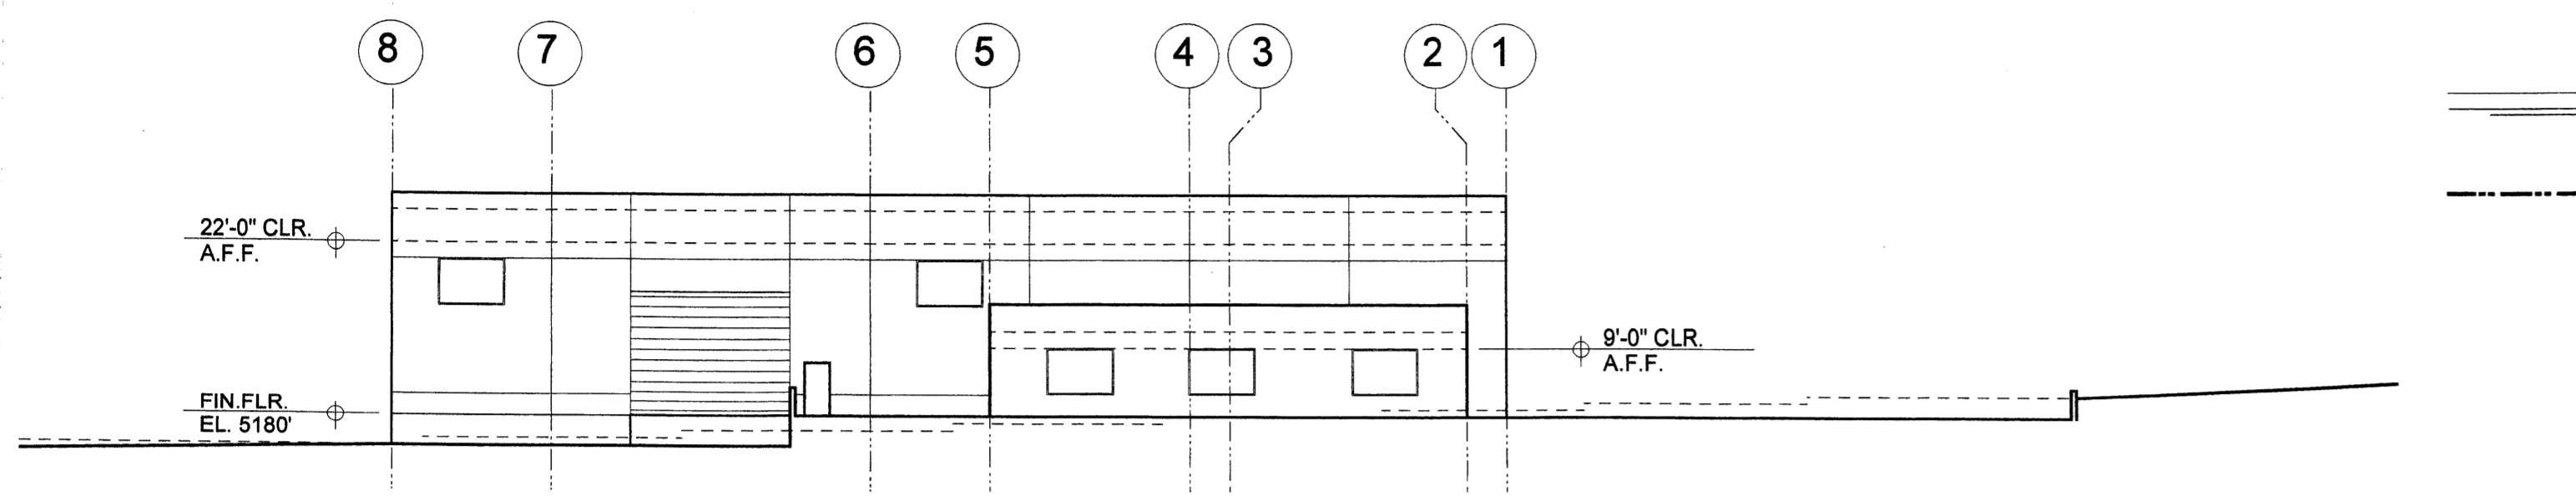 8 7 6 5 4 3 2 1
22'-0" CLR.
A.F.F.
9'-0" CLR.
A.F.F.
FIN.FLR.
EL. 5180'